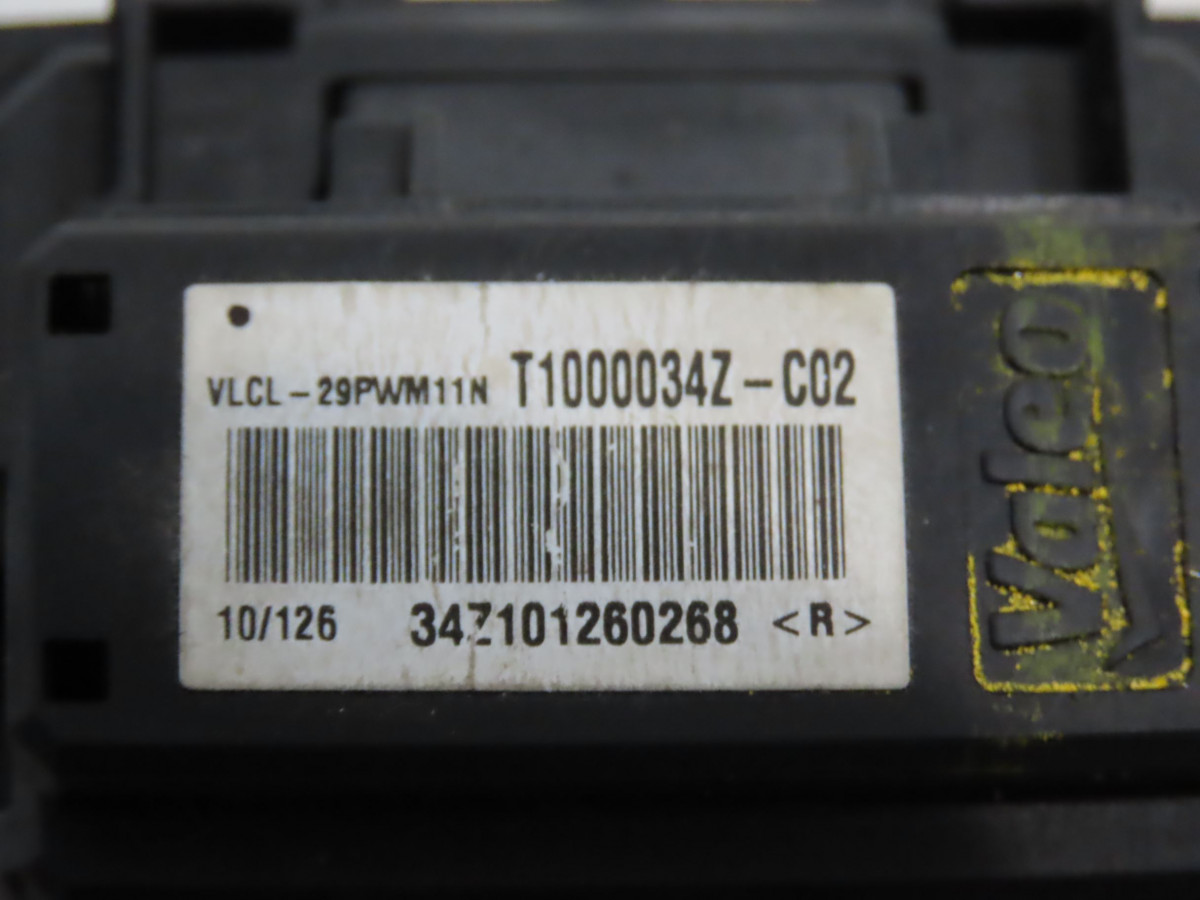 VLCL-29PWM11N T1000034Z-C02
10/126 34Z101260268 <R>
Valeo